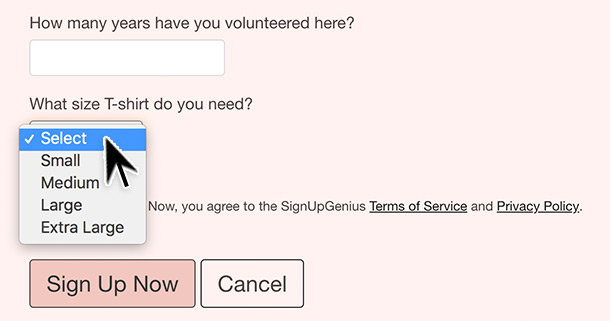 How many years have you volunteered here?
What size T-shirt do you need?
✓ Select
Small
Medium
Large
Now, you agree to the SignUpGenius Terms of Service and Privacy Policy.
Extra Large
Sign Up Now
Cancel